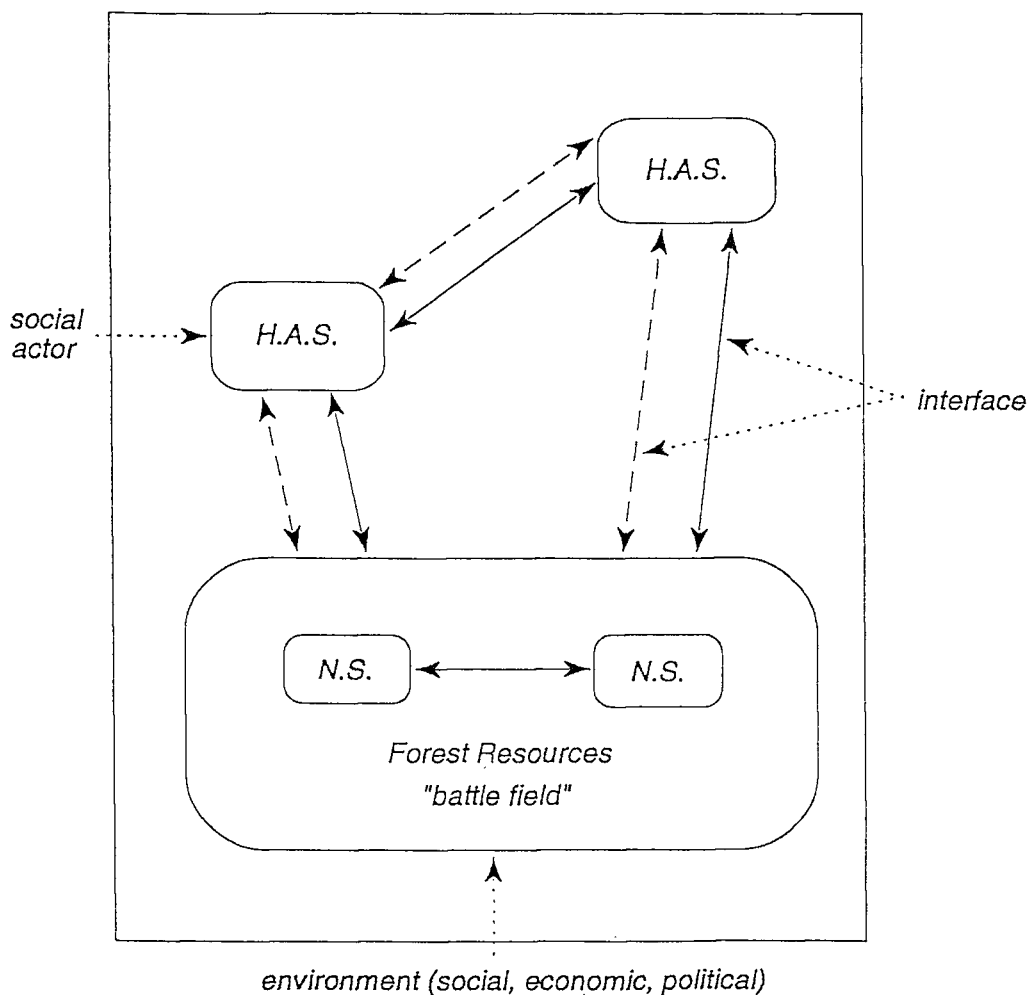 H.A.S.
social
actor
H.A.S.
interface
N.S.
N.S.
Forest Resources
"battle field"
environment (social, economic, political)